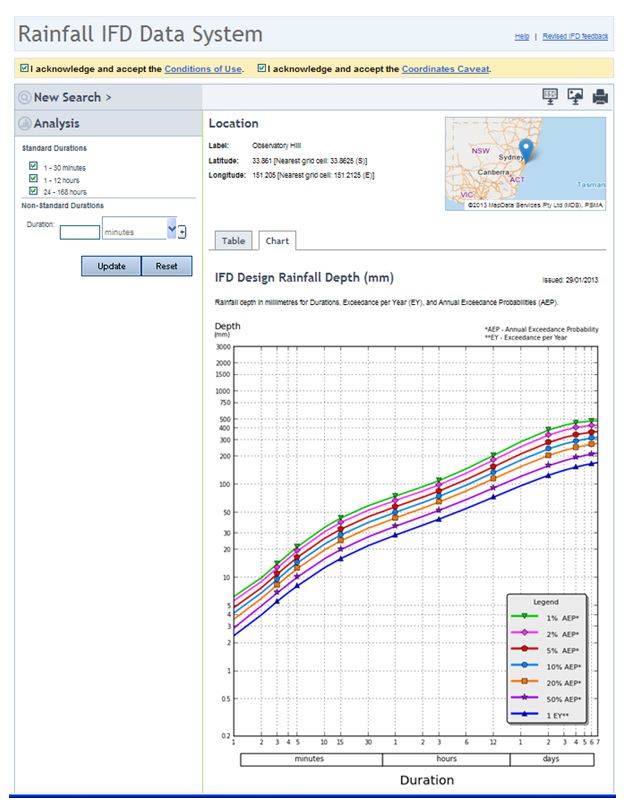 Rainfall IFD Data System
Help | Revised IFD feedback
I acknowledge and accept the Conditions of Use. I acknowledge and accept the Coordinates Caveat.
New Search >
Analysis
Standard Durations
1 - 30 minutes
1 - 12 hours
24 - 168 hours
Non-Standard Durations
Duration: minutes +
Update Reset
Location
Label: Observatory Hill
Latitude: 33.861 [Nearest grid cell: 33.8625 (S)]
Longitude: 151.205 [Nearest grid cell: 151.2125 (E)]
NSW
Sydney
Canberra
ACT
VIC
Tasman
©2013 MapData Services Pty Ltd (MDS), PSMA
Table Chart
IFD Design Rainfall Depth (mm)
Issued: 29/01/2013
Rainfall depth in millimetres for Durations, Exceedance per Year (EY), and Annual Exceedance Probabilities (AEP).
Depth
(mm)
*AEP - Annual Exceedance Probability
**EY - Exceedance per Year
3000
2000
1500
1000
750
500
400
300
200
100
50
30
20
10
5
4
3
2
1
0.5
0.2
Legend
1% AEP*
2% AEP*
5% AEP*
10% AEP*
20% AEP*
50% AEP*
1 EY**
1 2 3 4 5 10 15 30 1 2 3 6 12 1 2 3 4 5 6 7
minutes hours days
Duration